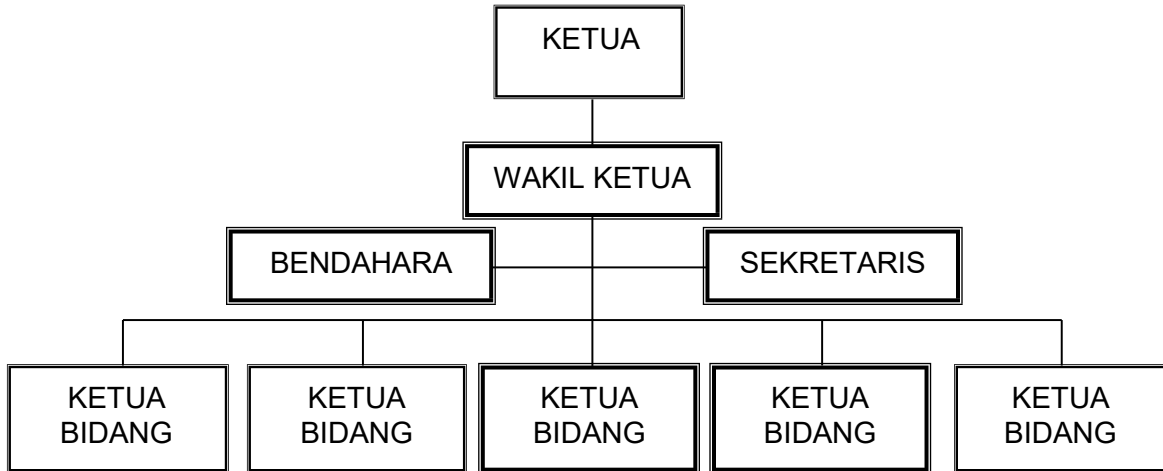 KETUA
WAKIL KETUA
BENDAHARA
SEKRETARIS
KETUA
BIDANG
KETUA
BIDANG
KETUA
BIDANG
KETUA
BIDANG
KETUA
BIDANG